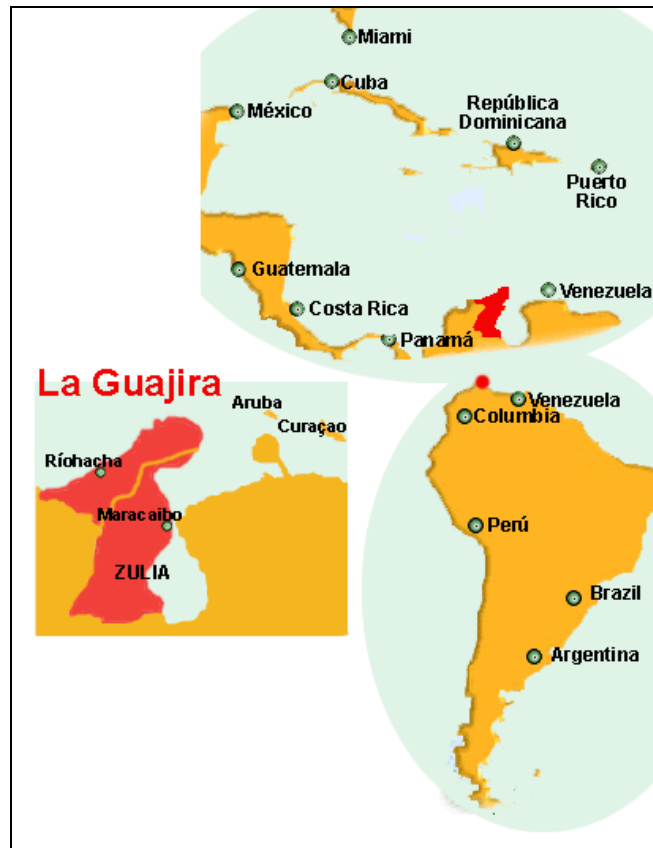 Miami
Cuba
México
República
Dominicana
Puerto
Rico
Guatemala
Costa Rica
Venezuela
Panamá
La Guajira
Aruba
Curaçao
Ríohacha
Maracaibo
ZULIA
Venezuela
Columbia
Perú
Brazil
Argentina